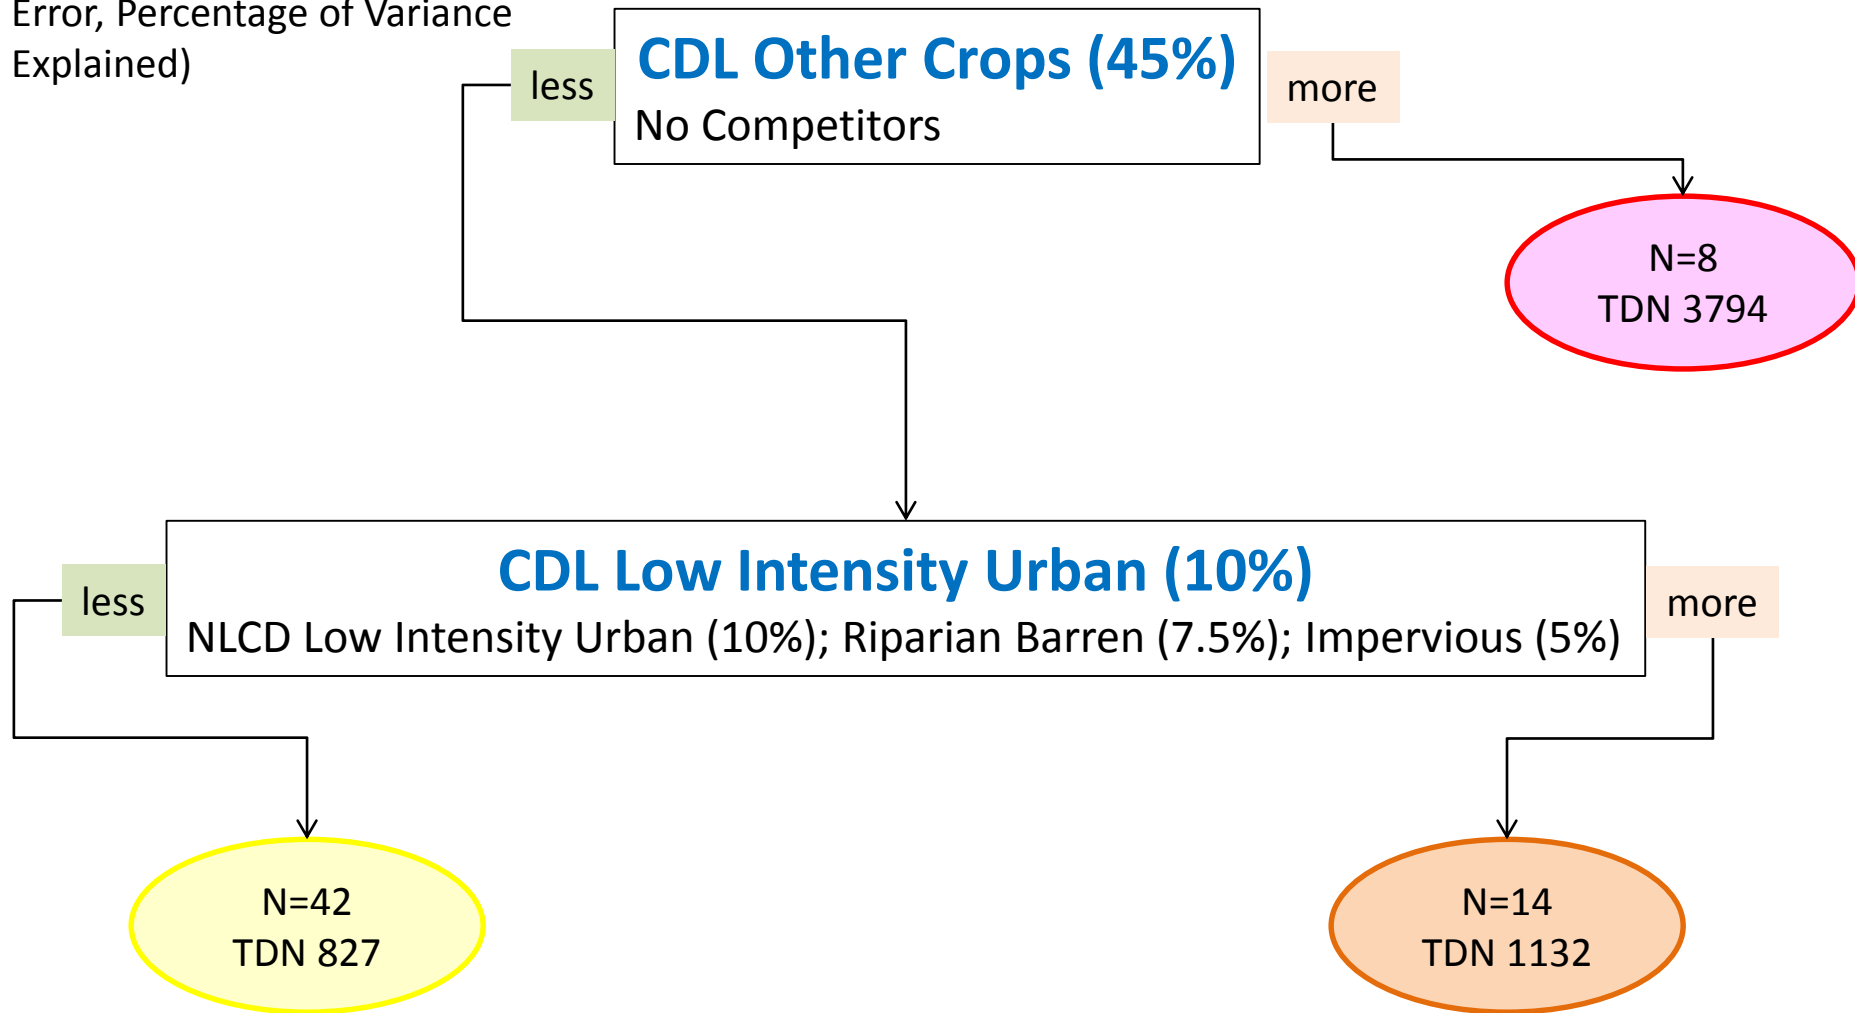 Error, Percentage of Variance
Explained)
less
CDL Other Crops (45%)
No Competitors
more
N=8
TDN 3794
less
CDL Low Intensity Urban (10%)
NLCD Low Intensity Urban (10%); Riparian Barren (7.5%); Impervious (5%)
more
N=42
TDN 827
N=14
TDN 1132